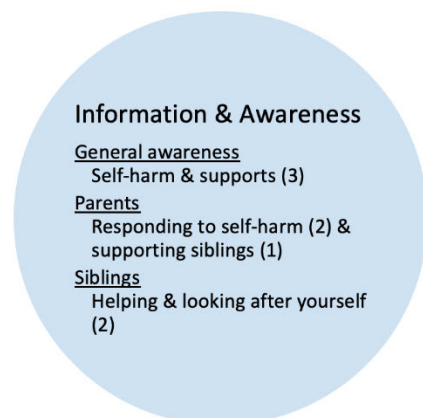 Information & Awareness
General awareness
Self-harm & supports (3)
Parents
Responding to self-harm (2) &
supporting siblings (1)
Siblings
Helping & looking after yourself
(2)